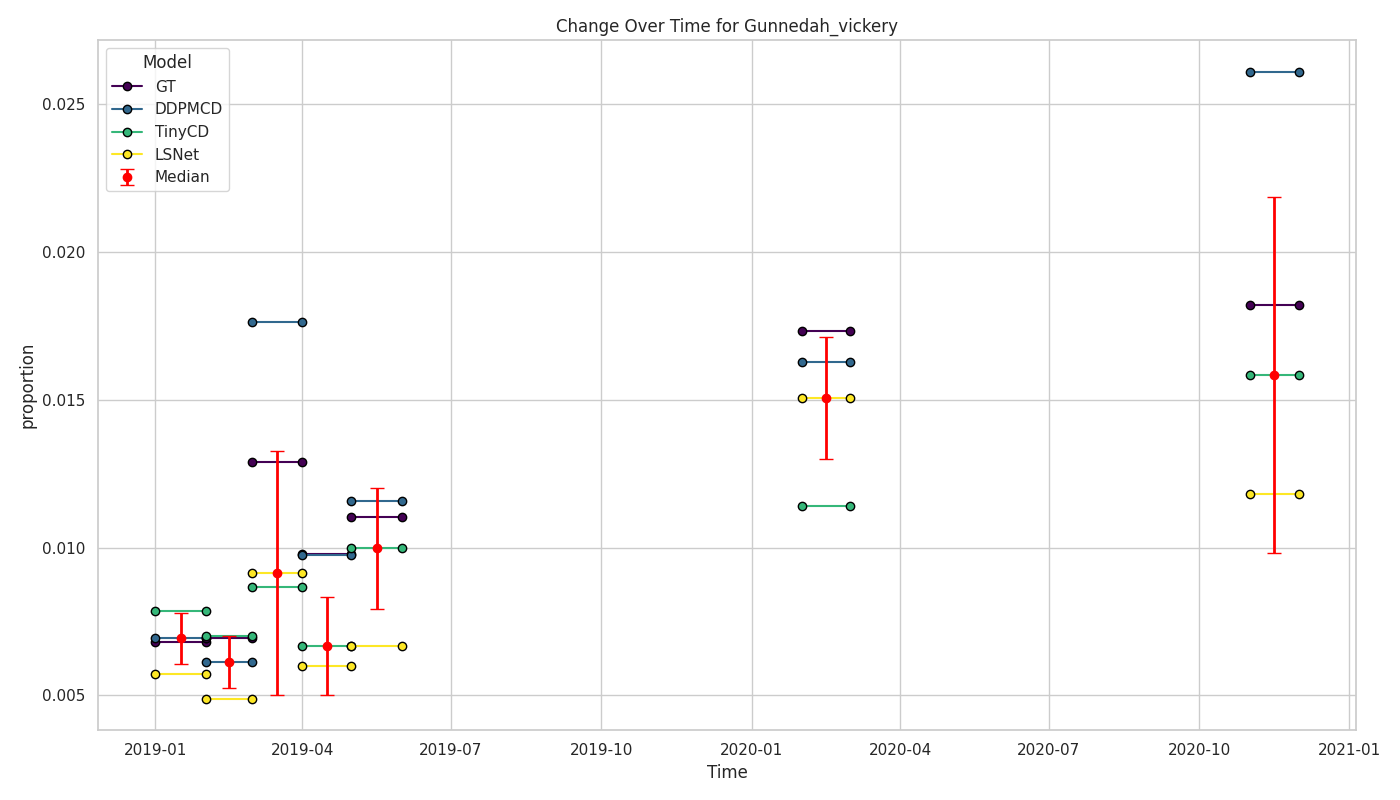 Change Over Time for Gunnedah_vickery
Model
GT
DDPMCD
TinyCD
LSNet
Median
0.025
0.020
0.015
0.010
0.005
proportion
2019-01 2019-04 2019-07 2019-10 2020-01 2020-04 2020-07 2020-10 2021-01
Time